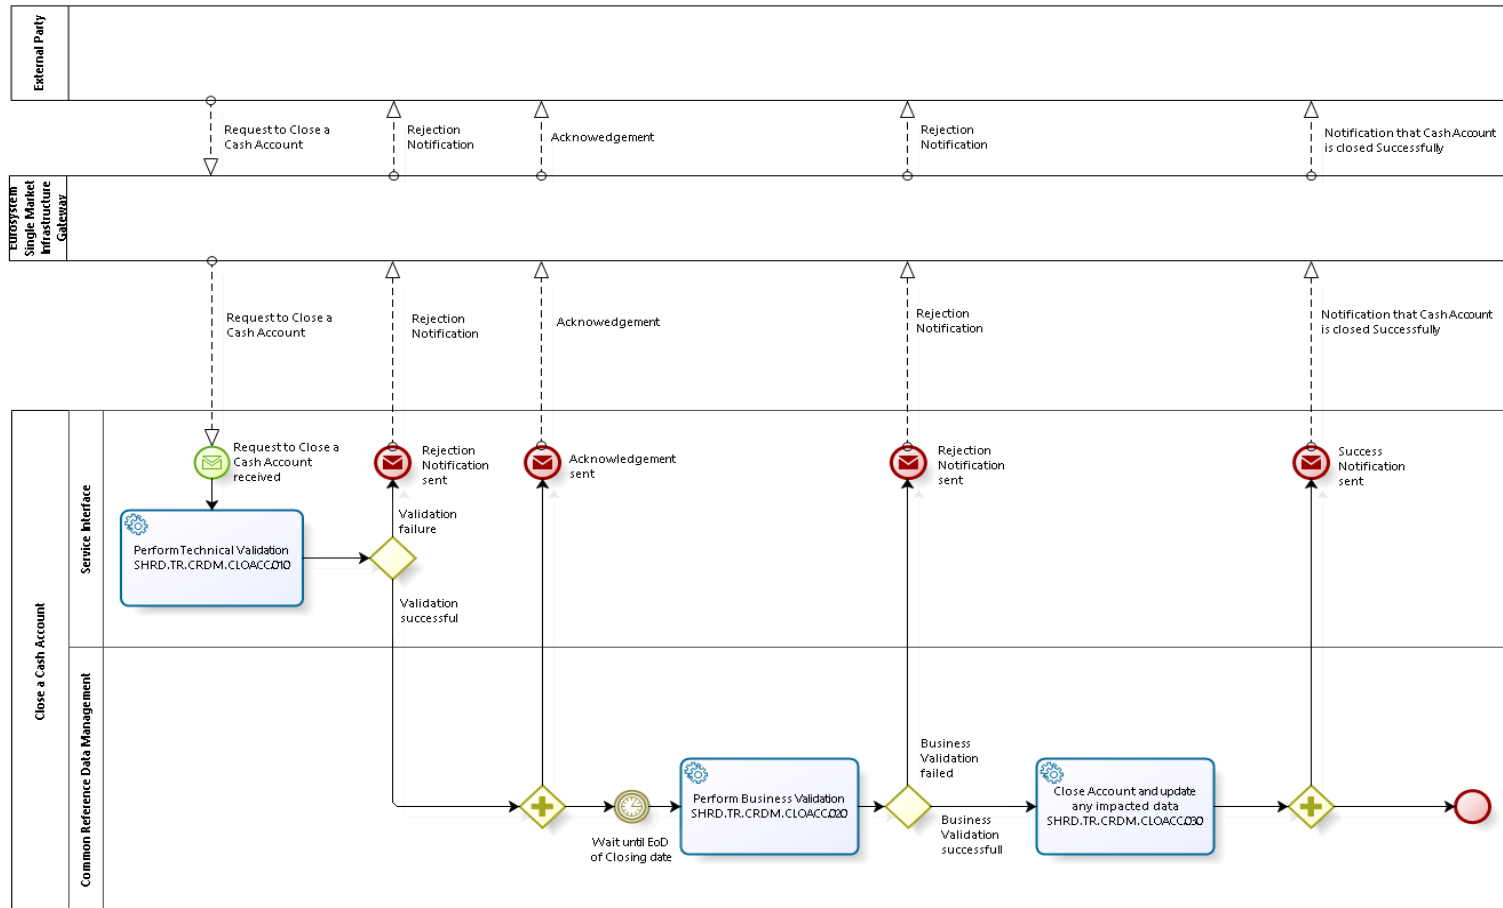 External Party
Request to Close a
Cash Account
Rejection
Notification
Acknowedgement
Rejection
Notification
Notification that Cash Account
is closed Successfully
Eurosystem
Single Market
Infrastructure
Gateway
Request to Close a
Cash Account
Rejection
Notification
Acknowedgement
Rejection
Notification
Notification that Cash Account
is closed Successfully
Close a Cash Account
Service Interface
Request to Close a
Cash Account
received
Rejection
Notification
sent
Acknowledgement
sent
Rejection
Notification
sent
Success
Notification
sent
Validation
failure
Perform Technical Validation
SHRD.TR.CRDM.CLOACC.010
Validation
successful
Common Reference Data Management
Business
Validation
failed
Perform Business Validation
SHRD.TR.CRDM.CLOACC.020
Close Account and update
any impacted data
SHRD.TR.CRDM.CLOACC.030
Wait until EoD
of Closing date
Business
Validation
successfull